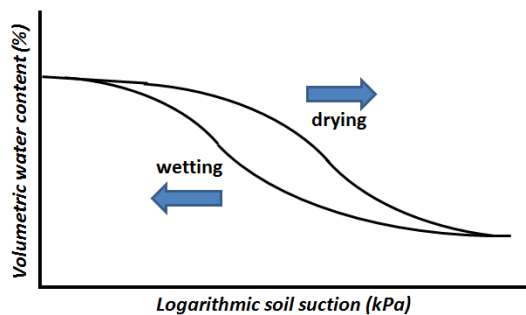 Volumetric water content (%)
drying
wetting
Logarithmic soil suction (kPa)